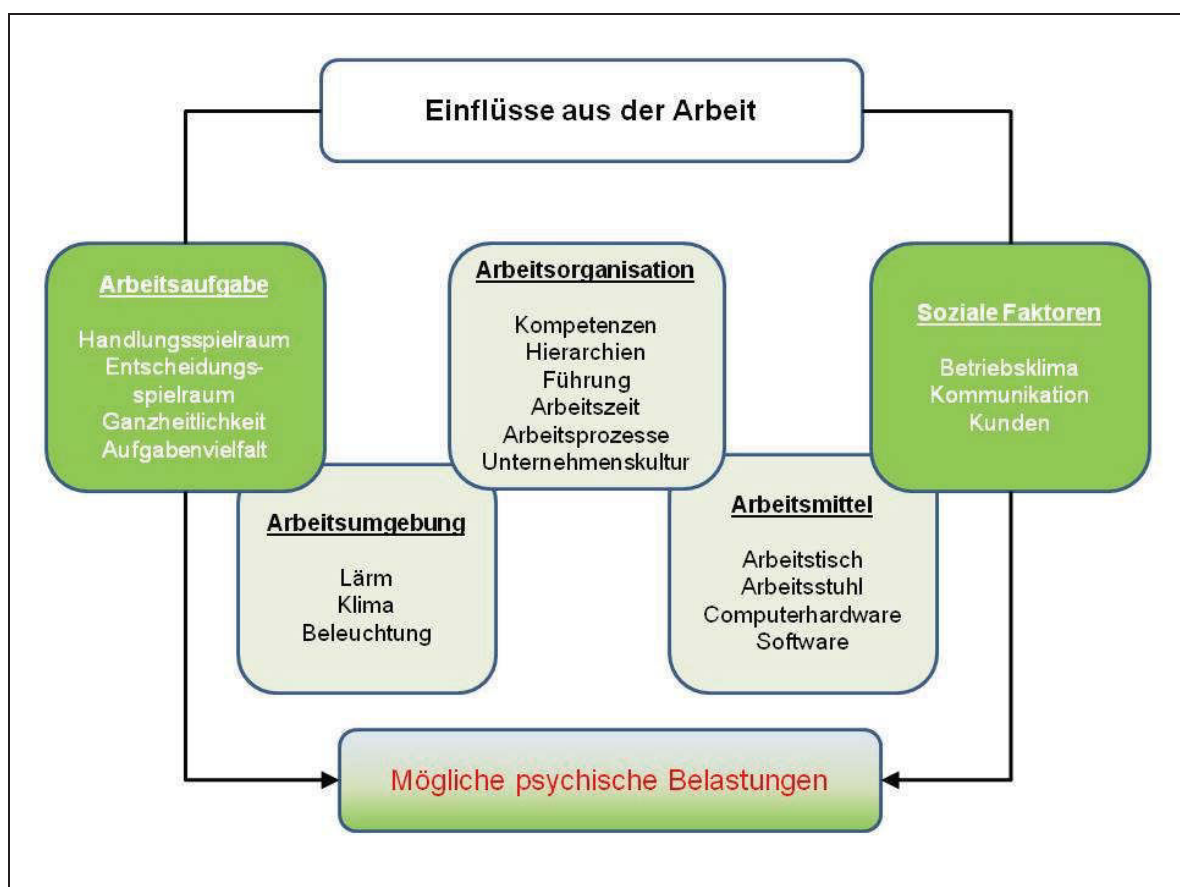 Einflüsse aus der Arbeit
Arbeitsaufgabe
Handlungsspielraum
Entscheidungs-
spielraum
Ganzheitlichkeit
Aufgabenvielfalt
Arbeitsorganisation
Kompetenzen
Hierarchien
Führung
Arbeitszeit
Arbeitsprozesse
Unternehmenskultur
Soziale Faktoren
Betriebsklima
Kommunikation
Kunden
Arbeitsumgebung
Lärm
Klima
Beleuchtung
Arbeitsmittel
Arbeitstisch
Arbeitsstuhl
Computerhardware
Software
Mögliche psychische Belastungen